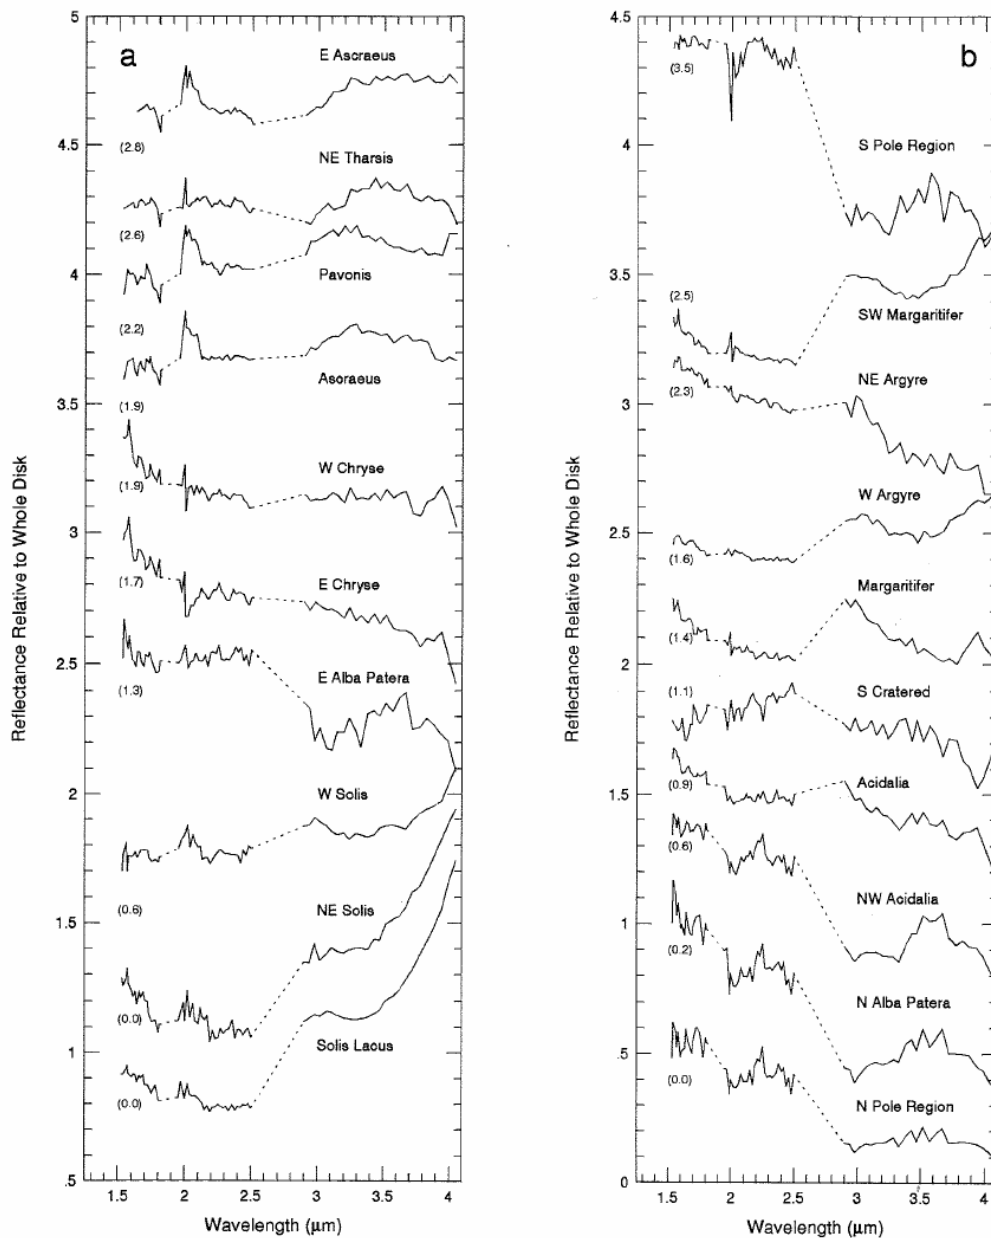 a
5
E Ascraeus
(2.8)
4.5
NE Tharsis
(2.6)
4
Pavonis
(2.2)
Ascraeus
3.5
(1.9)
W Chryse
(1.9)
3
E Chryse
(1.7)
2.5
E Alba Patera
(1.3)
2
W Solis
(0.6)
NE Solis
1.5
(0.0)
Solis Lacus
1
(0.0)
.5
1.5 2 2.5 3 3.5 4
Wavelength (μm)
Reflectance Relative to Whole Disk
b
4.5
(3.5)
S Pole Region
4
3.5
(2.5)
SW Margaritifer
NE Argyre
(2.3)
3
W Argyre
2.5
(1.6)
Margaritifer
(1.4)
2
S Cratered
(1.1)
Acidalia
1.5
(0.9)
(0.6)
NW Acidalia
1
(0.2)
N Alba Patera
.5
(0.0)
N Pole Region
0
1.5 2 2.5 3 3.5 4
Wavelength (μm)
Reflectance Relative to Whole Disk